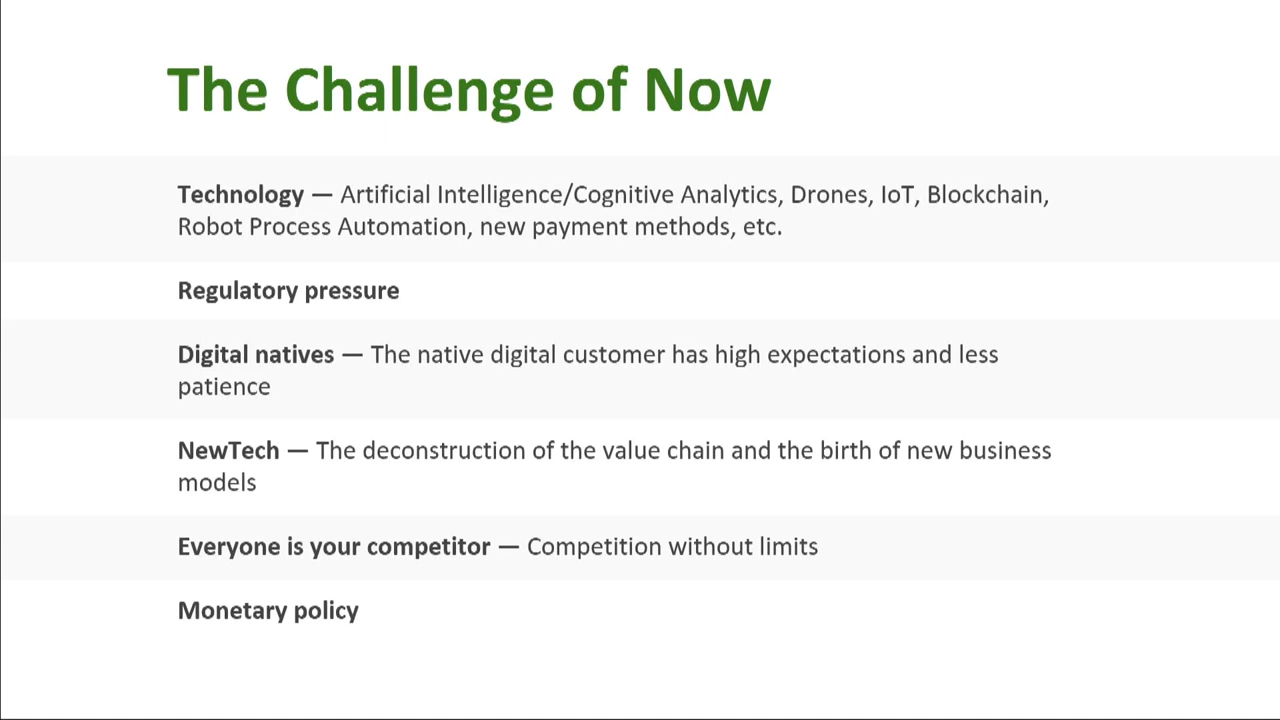 The Challenge of Now
Technology — Artificial Intelligence/Cognitive Analytics, Drones, IoT, Blockchain,
Robot Process Automation, new payment methods, etc.
Regulatory pressure
Digital natives — The native digital customer has high expectations and less
patience
NewTech — The deconstruction of the value chain and the birth of new business
models
Everyone is your competitor — Competition without limits
Monetary policy